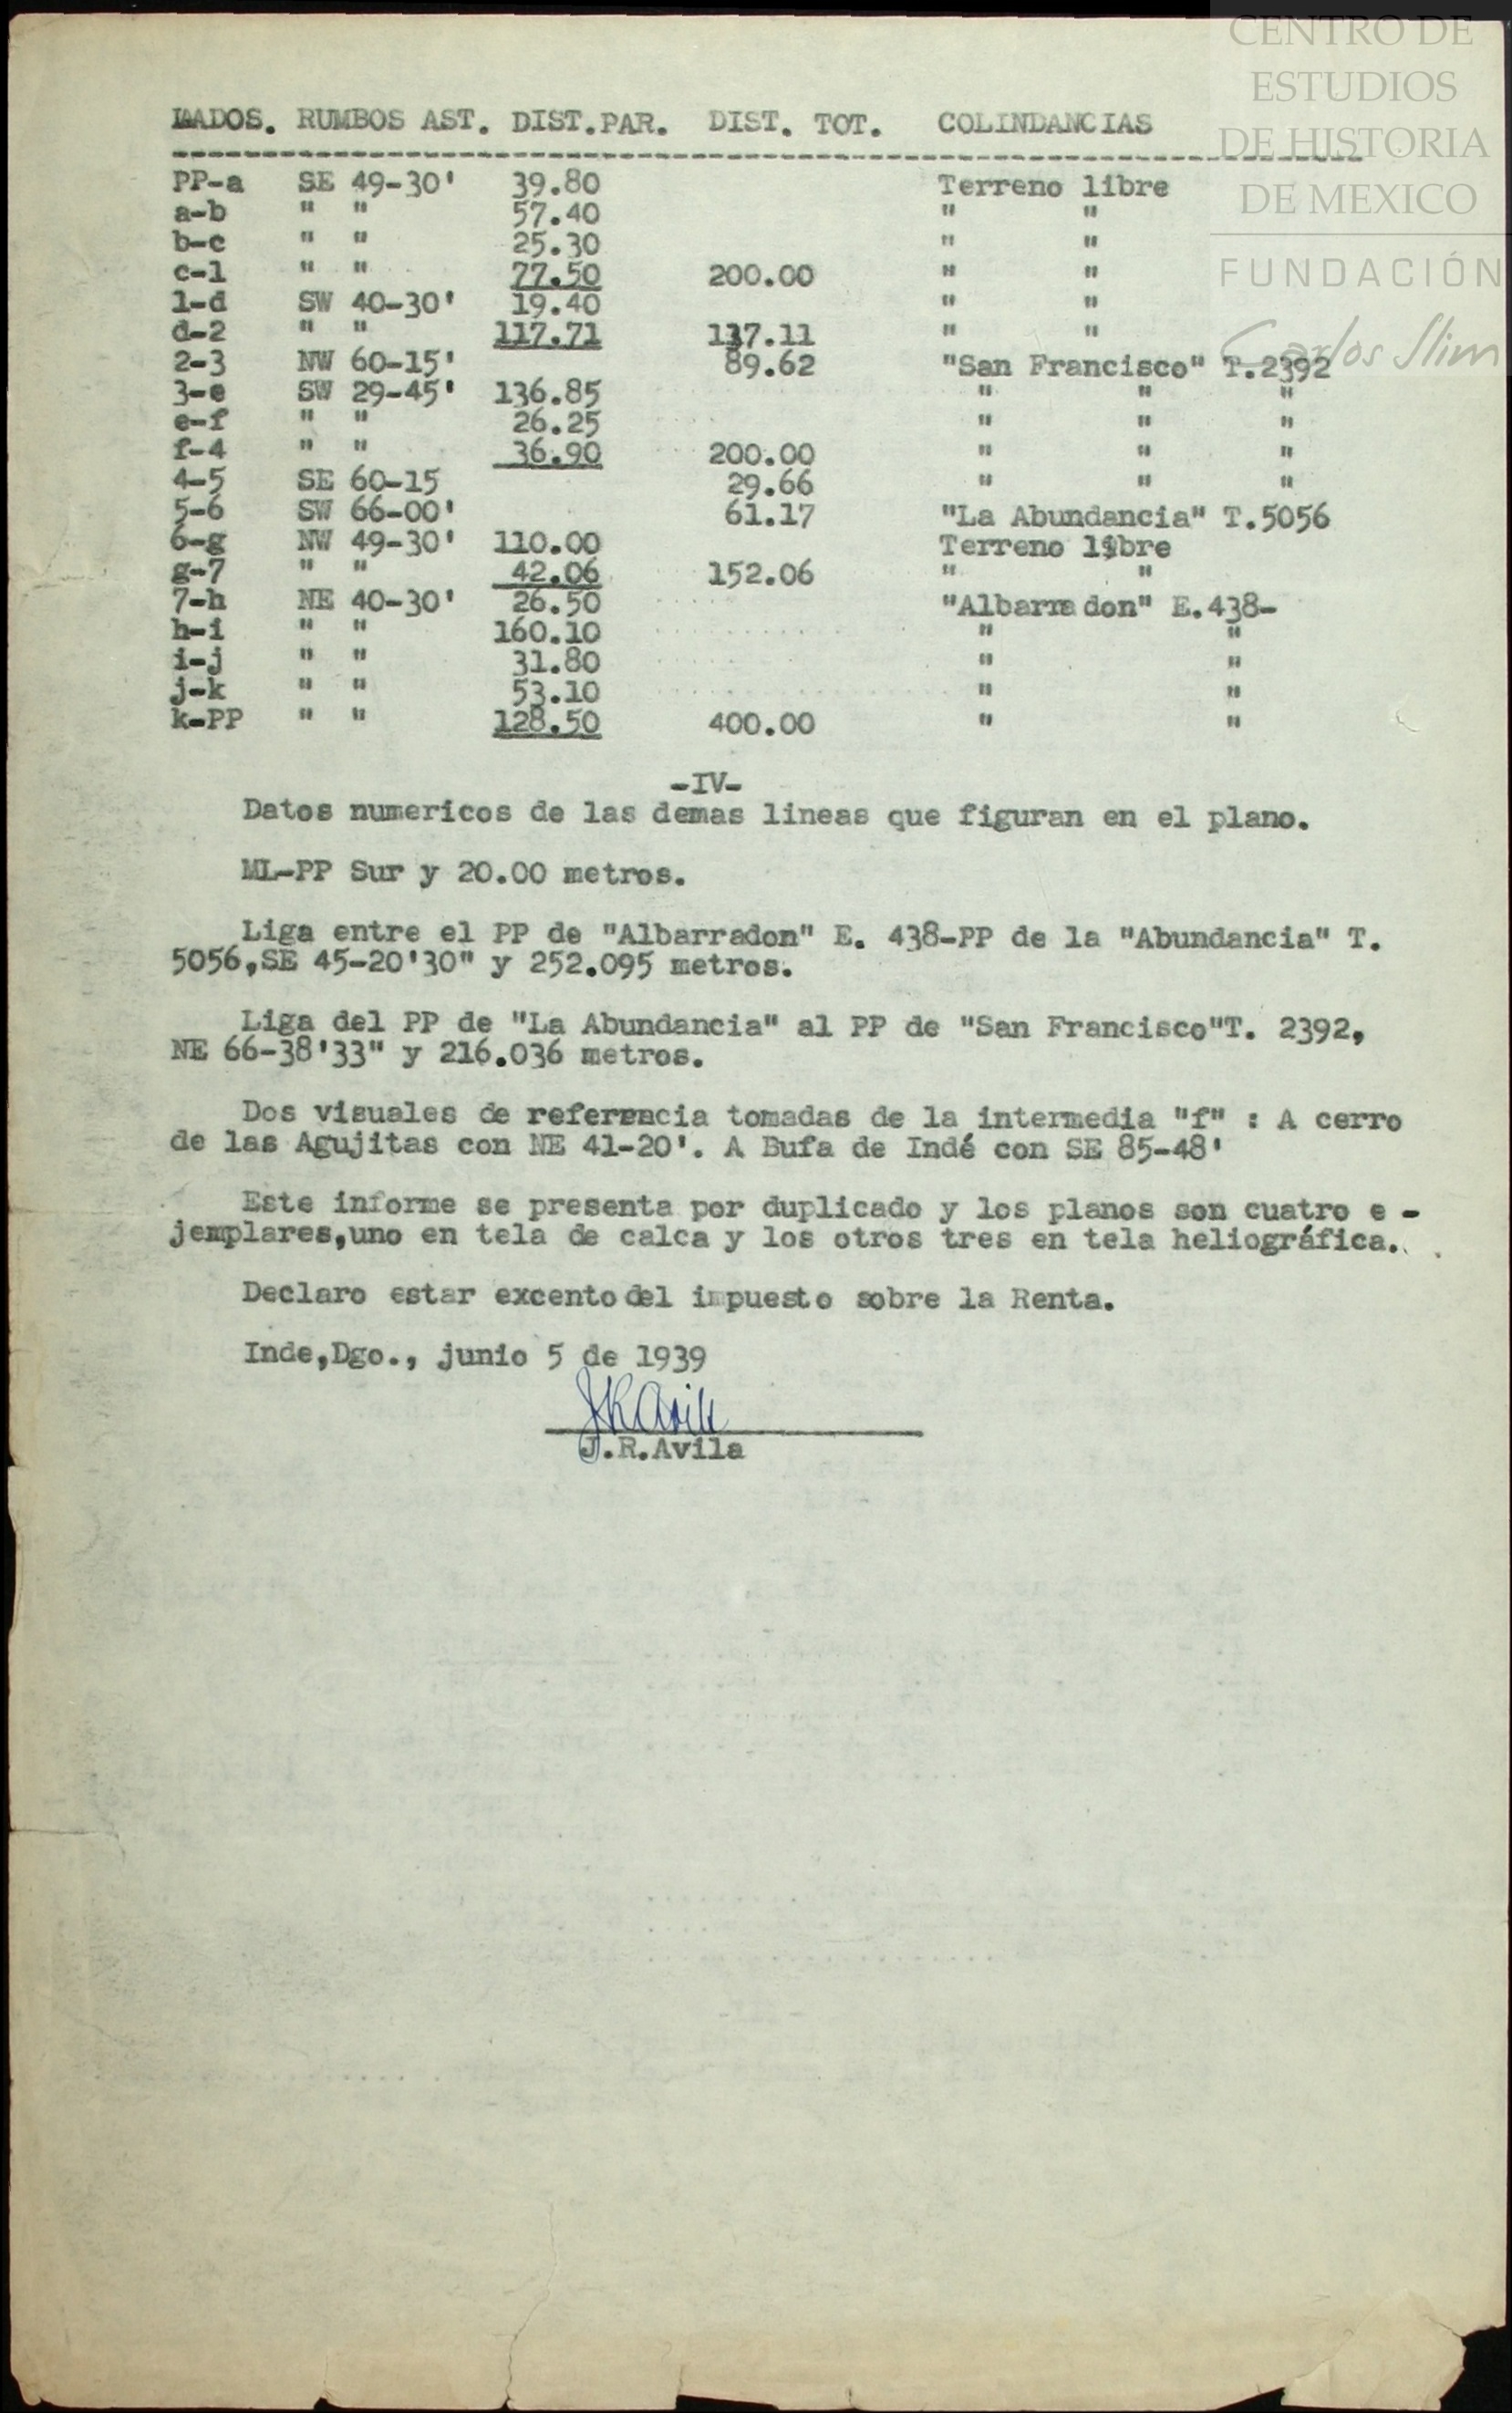 CENTRO DE
ESTUDIOS
DE HISTORIA
DE MEXICO
FUNDACIÓN
Carlos Slim
LADOS. RUMBOS AST. DIST.PAR. DIST. TOT. COLINDANCIAS
PP-a SE 49-30' 39.80 Terreno libre
a-b " " 57.40 " "
b-c " " 25.30 " "
c-1 " " 77.50 200.00 " "
1-d SW 40-30' 19.40 " "
d-2 " " 117.71 137.11 " "
2-3 NW 60-15' 89.62 "San Francisco" T.2392
3-e SW 29-45' 136.85 " " "
e-f " " 26.25 " " "
f-4 " " 36.90 200.00 " " "
4-5 SE 60-15 29.66 " " "
5-6 SW 66-00' 61.17 "La Abundancia" T.5056
6-g NW 49-30' 110.00 Terreno libre
g-7 " " 42.06 152.06 " "
7-h NE 40-30' 26.50 "Albarradon" E.438-
h-i " " 160.10 " "
i-j " " 31.80 " "
j-k " " 53.10 " "
k-PP " " 128.50 400.00 " "
-IV-
Datos numericos de las demas lineas que figuran en el plano.
ML-PP Sur y 20.00 metros.
Liga entre el PP de "Albarradon" E. 438-PP de la "Abundancia" T.
5056,SE 45-20'30" y 252.095 metros.
Liga del PP de "La Abundancia" al PP de "San Francisco"T. 2392,
NE 66-38'33" y 216.036 metros.
Dos visuales de referencia tomadas de la intermedia "f" : A cerro
de las Agujitas con NE 41-20'. A Bufa de Indé con SE 85-48'
Este informe se presenta por duplicado y los planos son cuatro e -
jemplares,uno en tela de calca y los otros tres en tela heliográfica.
Declaro estar excento del impuesto sobre la Renta.
Inde,Dgo., junio 5 de 1939
JRAvila
J.R.Avila